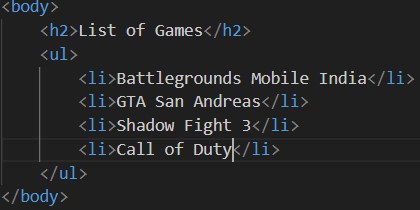 <body>
<h2>List of Games</h2>
<ul>
<li>Battlegrounds Mobile India</li>
<li>GTA San Andreas</li>
<li>Shadow Fight 3</li>
<li>Call of Duty</li>
</ul>
</body>